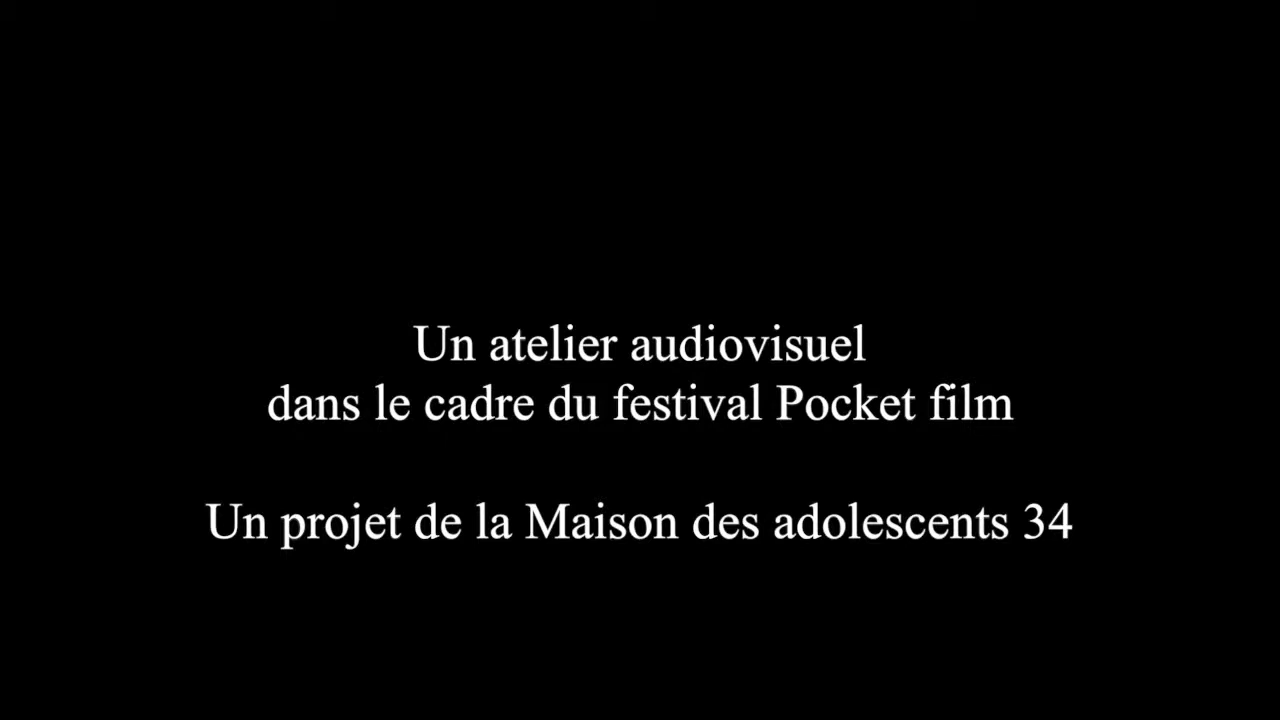 Un atelier audiovisuel
dans le cadre du festival Pocket film
Un projet de la Maison des adolescents 34